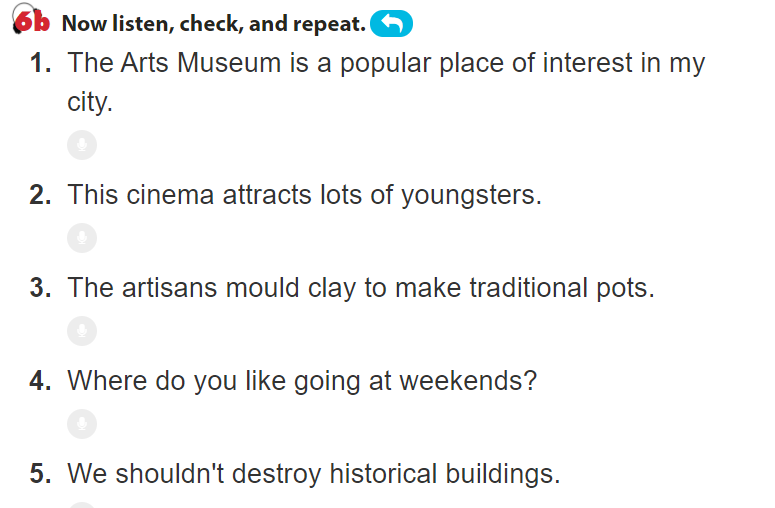 6b Now listen, check, and repeat.
1. The Arts Museum is a popular place of interest in my
city.
2. This cinema attracts lots of youngsters.
3. The artisans mould clay to make traditional pots.
4. Where do you like going at weekends?
5. We shouldn't destroy historical buildings.